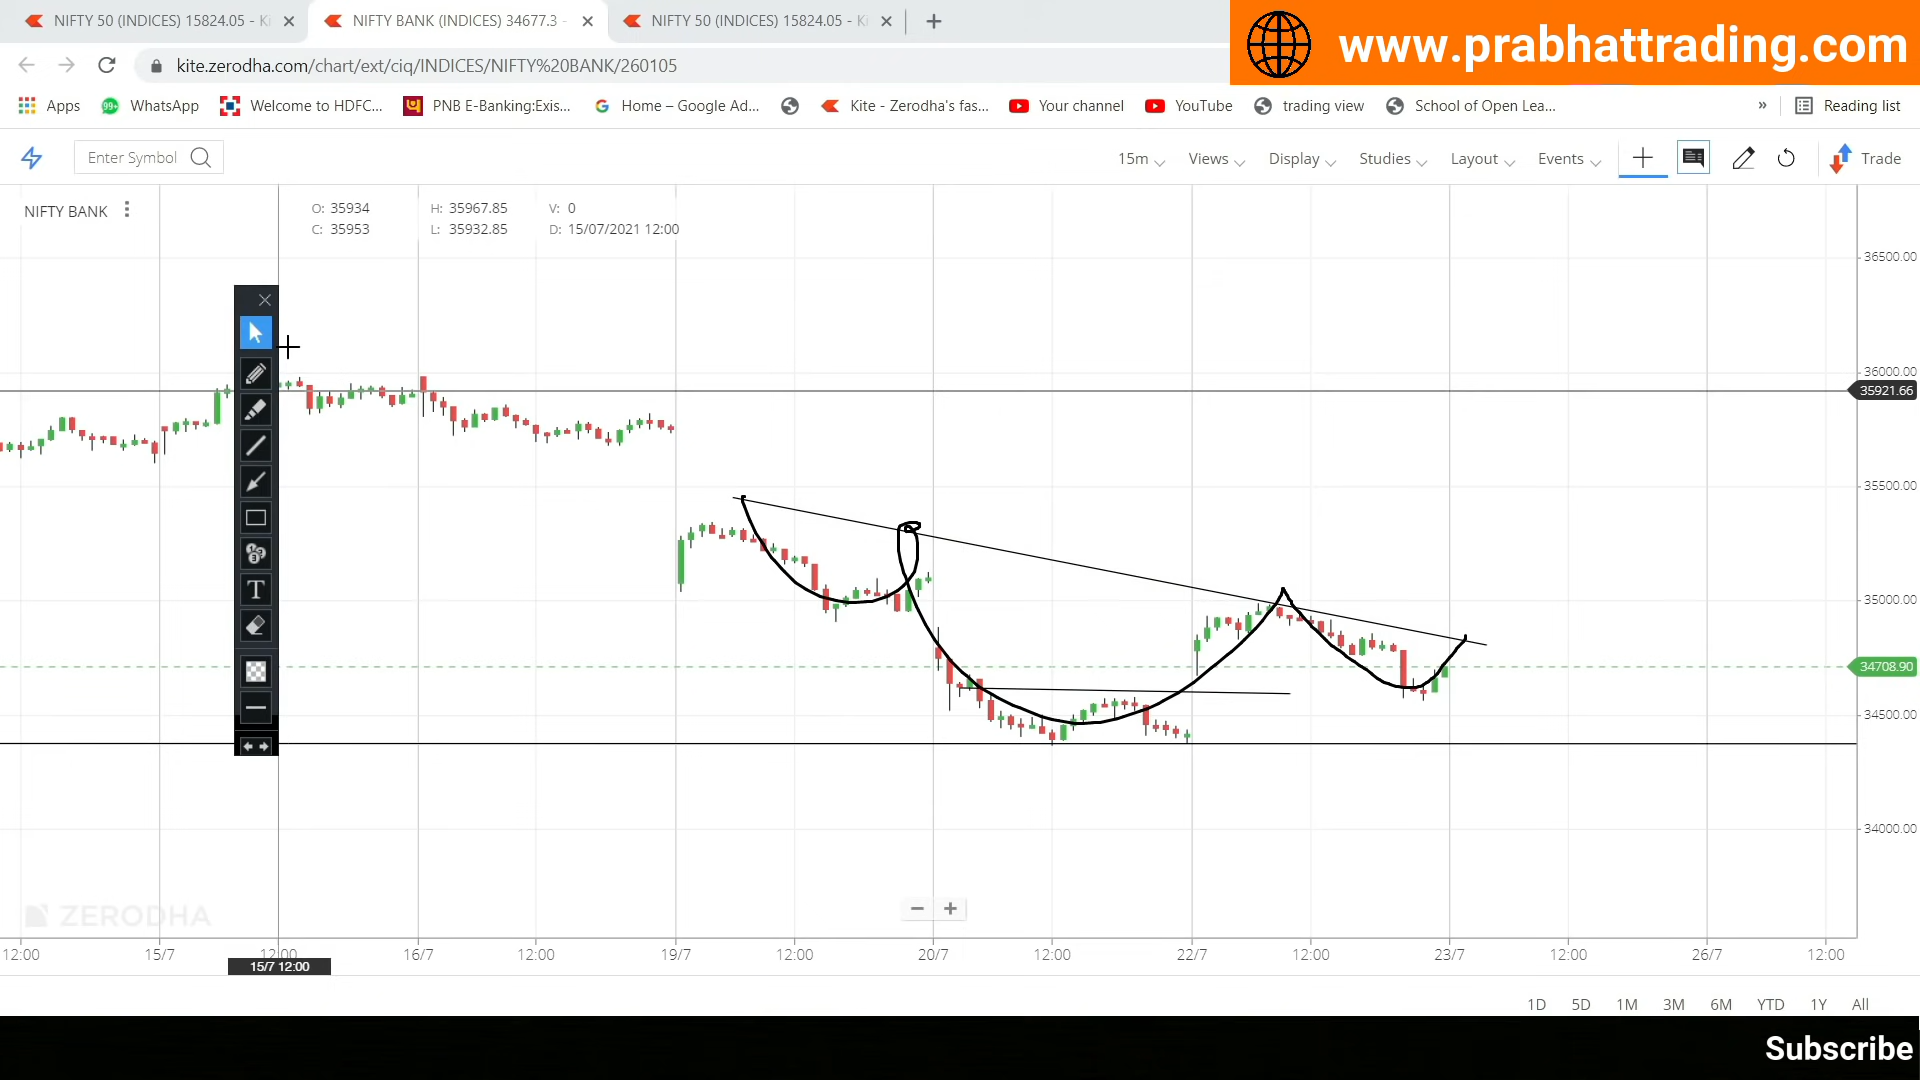 NIFTY 50 (INDICES) 15824.05 - Ki
NIFTY BANK (INDICES) 34677.3 -
NIFTY 50 (INDICES) 15824.05 - Ki
www.prabhattrading.com
kite.zerodha.com/chart/ext/ciq/INDICES/NIFTY%20BANK/260105
Apps
99+
WhatsApp
Welcome to HDFC...
PNB E-Banking:Exis...
Home – Google Ad...
Kite - Zerodha's fas...
Your channel
YouTube
trading view
School of Open Lea...
»
Reading list
Enter Symbol
15m
Views
Display
Studies
Layout
Events
Trade
NIFTY BANK
O: 35934 H: 35967.85 V: 0
C: 35953 L: 35932.85 D: 15/07/2021 12:00
36500.00
36000.00
35921.66
35500.00
35000.00
34708.90
34500.00
34000.00
T
ZERODHA
12:00 15/7 12:00 16/7 12:00 19/7 12:00 20/7 12:00 22/7 12:00 23/7 12:00 26/7 12:00
15/7 12:00
1D 5D 1M 3M 6M YTD 1Y All
Subscribe